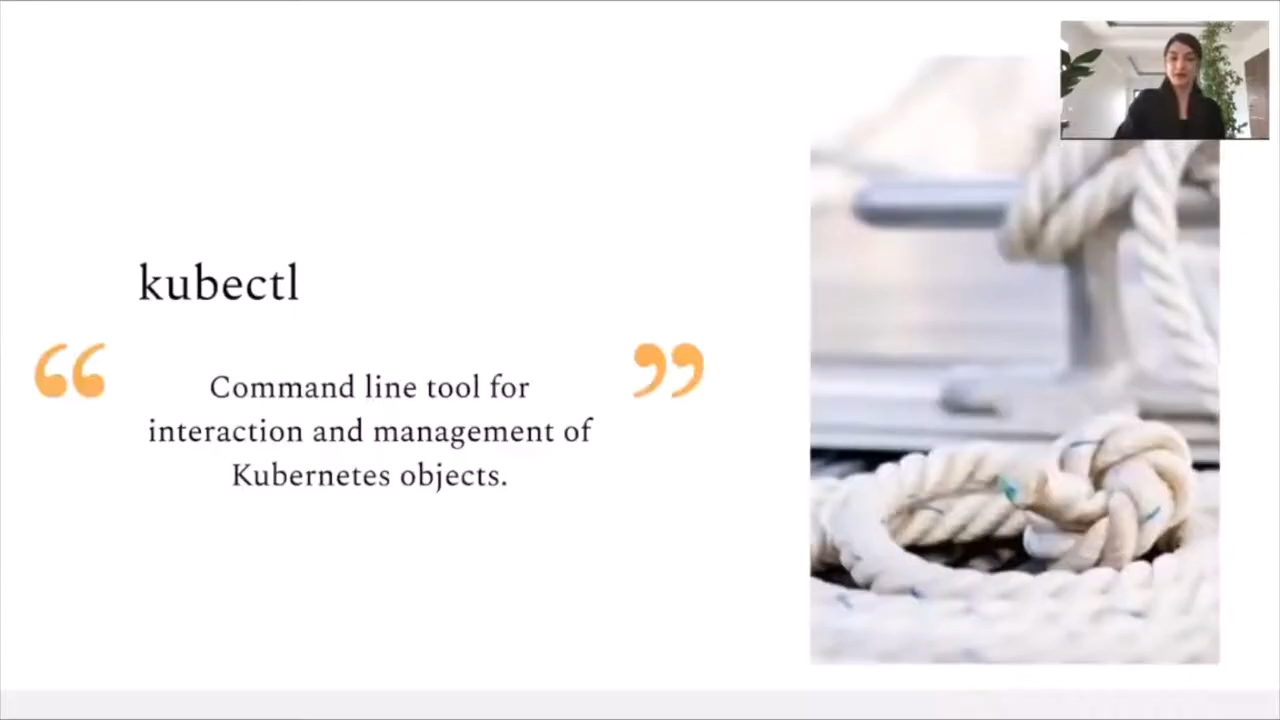 kubectl
“ ”
Command line tool for
interaction and management of
Kubernetes objects.